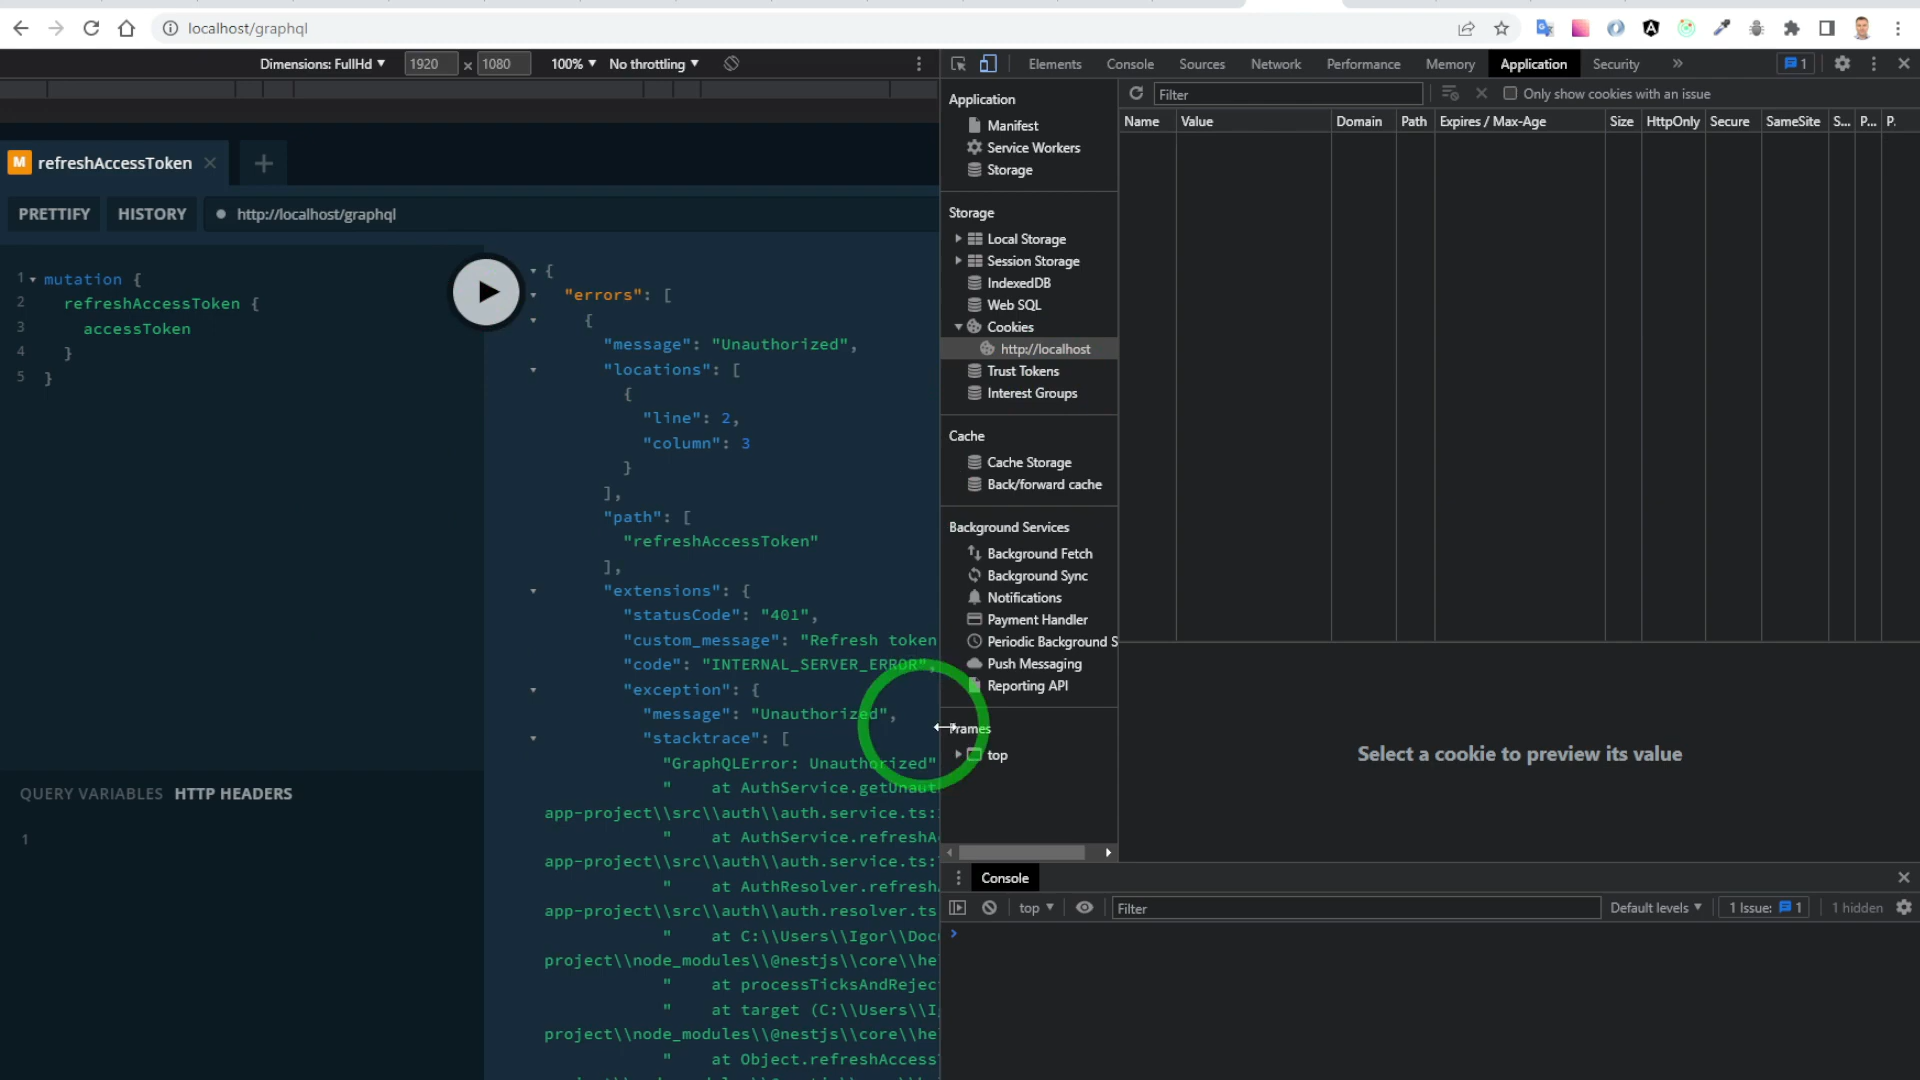 localhost/graphql
Dimensions: FullHd ▼ 1920 × 1080 100% ▼ No throttling ▼
Elements Console Sources Network Performance Memory Application Security » 1
M refreshAccessToken × +
PRETTIFY HISTORY http://localhost/graphql
1 mutation {
2 refreshAccessToken {
3 accessToken
4 }
5 }
QUERY VARIABLES HTTP HEADERS
1
{
"errors": [
{
"message": "Unauthorized",
"locations": [
{
"line": 2,
"column": 3
}
],
"path": [
"refreshAccessToken"
],
"extensions": {
"statusCode": "401",
"custom_message": "Refresh token
"code": "INTERNAL_SERVER_ERROR",
"exception": {
"message": "Unauthorized",
"stacktrace": [
"GraphQLError: Unauthorized"
" at AuthService.getUnaut
app-project\\src\\auth\\auth.service.ts:
" at AuthService.refreshA
app-project\\src\\auth\\auth.service.ts:
" at AuthResolver.refreshA
app-project\\src\\auth\\auth.resolver.ts
" at C:\\Users\\Igor\\Doc
project\\node_modules\\@nestjs\\core\\he
" at processTicksAndReject
" at target (C:\\Users\\I
project\\node_modules\\@nestjs\\core\\he
" at Object.refreshAccess
Application
Manifest
Service Workers
Storage
Storage
Local Storage
Session Storage
IndexedDB
Web SQL
Cookies
http://localhost
Trust Tokens
Interest Groups
Cache
Cache Storage
Back/forward cache
Background Services
Background Fetch
Background Sync
Notifications
Payment Handler
Periodic Background S
Push Messaging
Reporting API
Frames
top
Filter Only show cookies with an issue
Name Value Domain Path Expires / Max-Age Size HttpOnly Secure SameSite S... P... P.
Select a cookie to preview its value
Console
top ▼ Filter Default levels ▼ 1 Issue: 1 1 hidden